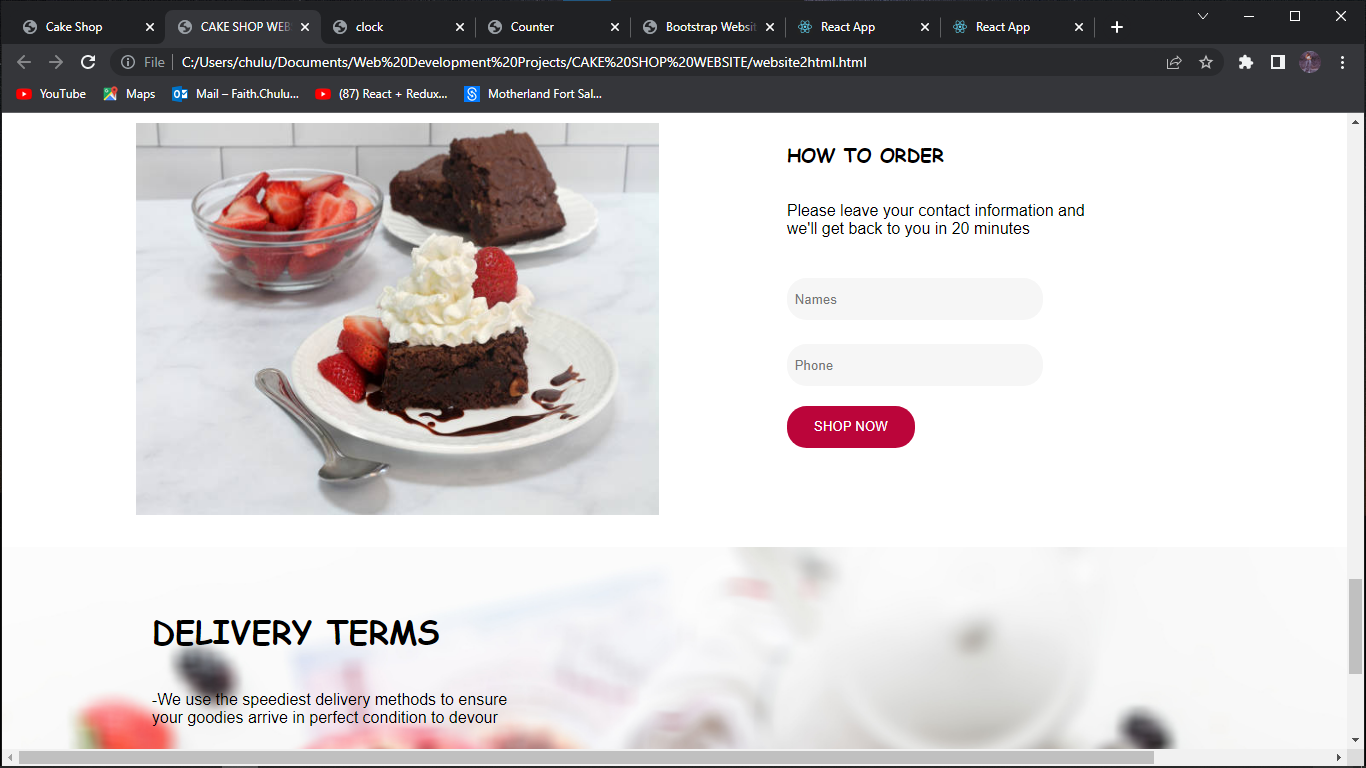 Cake Shop
CAKE SHOP WEB
clock
Counter
Bootstrap Websit
React App
React App
File
C:/Users/chulu/Documents/Web%20Development%20Projects/CAKE%20SHOP%20WEBSITE/website2html.html
YouTube
Maps
Mail – Faith.Chulu...
(87) React + Redux...
Motherland Fort Sal...
HOW TO ORDER
Please leave your contact information and
we'll get back to you in 20 minutes
Names
Phone
SHOP NOW
DELIVERY TERMS
-We use the speediest delivery methods to ensure
your goodies arrive in perfect condition to devour